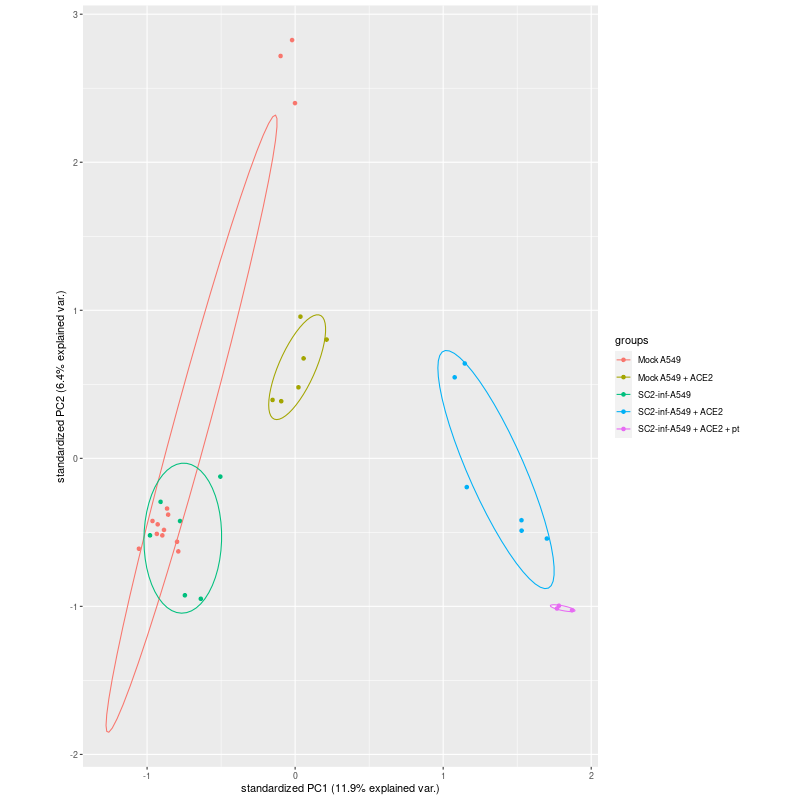 3
2
1
0
-1
-2
-1
0
1
2
standardized PC1 (11.9% explained var.)
standardized PC2 (6.4% explained var.)
groups
Mock A549
Mock A549 + ACE2
SC2-inf-A549
SC2-inf-A549 + ACE2
SC2-inf-A549 + ACE2 + pt